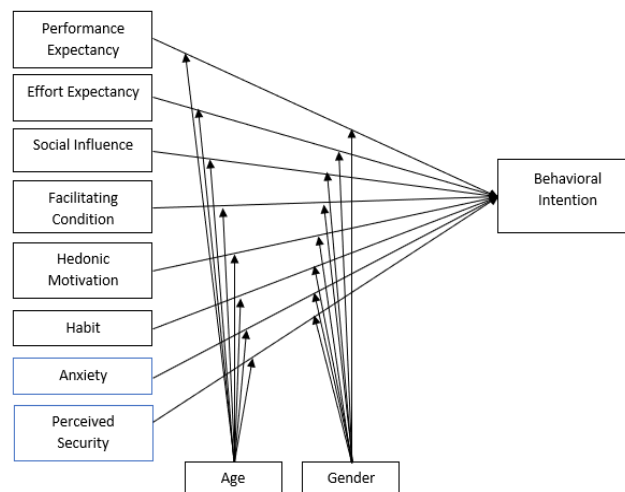 Performance
Expectancy
Effort Expectancy
Social Influence
Facilitating
Condition
Hedonic
Motivation
Habit
Anxiety
Perceived
Security
Behavioral
Intention
Age
Gender